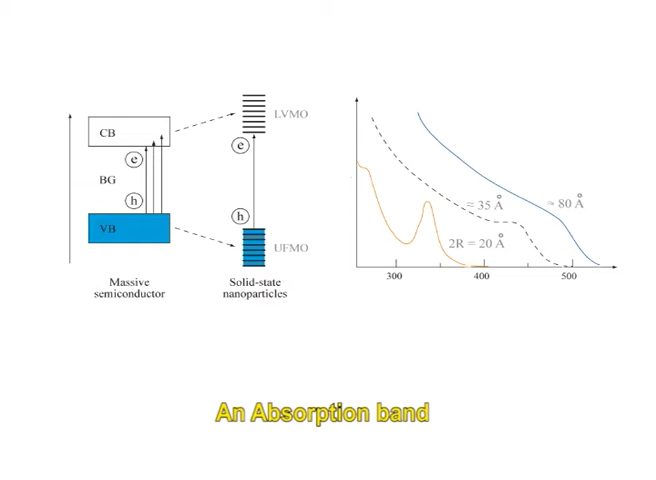 LVMO
CB
e
e
BG
h
h
VB
UFMO
Massive
semiconductor
Solid-state
nanoparticles
≈ 35 Å
≈ 80 Å
2R = 20 Å
300
400
500
An Absorption band